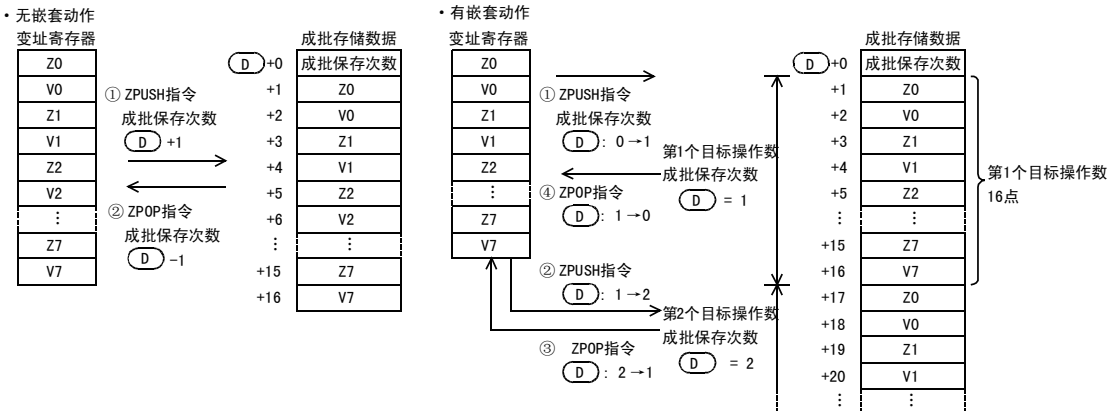 ・无嵌套动作
变址寄存器
Z0
V0
Z1
V1
Z2
V2
⋮
Z7
V7
① ZPUSH指令
成批保存次数
D +1
② ZPOP指令
成批保存次数
D −1
成批存储数据
D +0 成批保存次数
+1 Z0
+2 V0
+3 Z1
+4 V1
+5 Z2
+6 V2
⋮ ⋮
+15 Z7
+16 V7
・有嵌套动作
变址寄存器
Z0
V0
Z1
V1
Z2
⋮
Z7
V7
① ZPUSH指令
成批保存次数
D : 0→1
第1个目标操作数
成批保存次数
D = 1
④ ZPOP指令
D : 1→0
② ZPUSH指令
D : 1→2
第2个目标操作数
成批保存次数
D = 2
③ ZPOP指令
D : 2→1
成批存储数据
D +0 成批保存次数
+1 Z0
+2 V0
+3 Z1
+4 V1
+5 Z2
⋮ ⋮
+15 Z7
+16 V7
+17 Z0
+18 V0
+19 Z1
+20 V1
⋮ ⋮
第1个目标操作数
16点